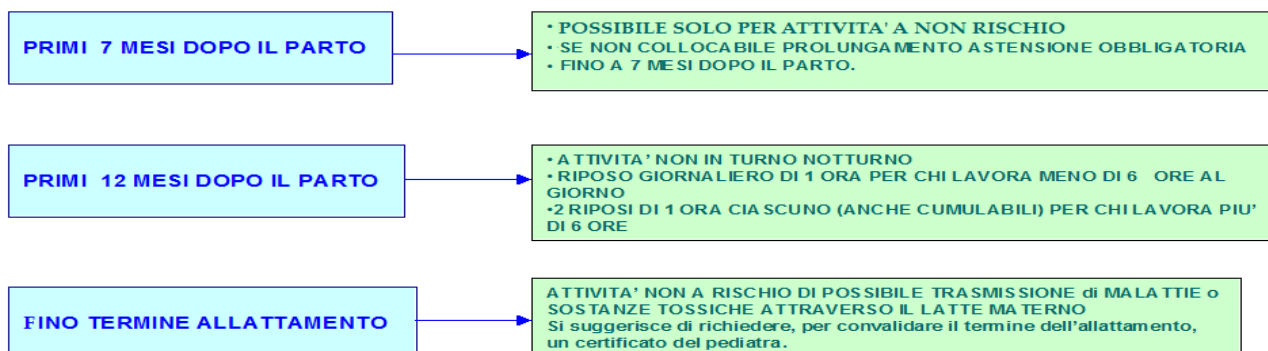 PRIMI 7 MESI DOPO IL PARTO
• POSSIBILE SOLO PER ATTIVITA' A NON RISCHIO
• SE NON COLLOCABILE PROLUNGAMENTO ASTENSIONE OBBLIGATORIA
• FINO A 7 MESI DOPO IL PARTO.
PRIMI 12 MESI DOPO IL PARTO
• ATTIVITA' NON IN TURNO NOTTURNO
• RIPOSO GIORNALIERO DI 1 ORA PER CHI LAVORA MENO DI 6 ORE AL
GIORNO
•2 RIPOSI DI 1 ORA CIASCUNO (ANCHE CUMULABILI) PER CHI LAVORA PIU'
DI 6 ORE
FINO TERMINE ALLATTAMENTO
ATTIVITA' NON A RISCHIO DI POSSIBILE TRASMISSIONE di MALATTIE o
SOSTANZE TOSSICHE ATTRAVERSO IL LATTE MATERNO
Si suggerisce di richiedere, per convalidare il termine dell'allattamento,
un certificato del pediatra.